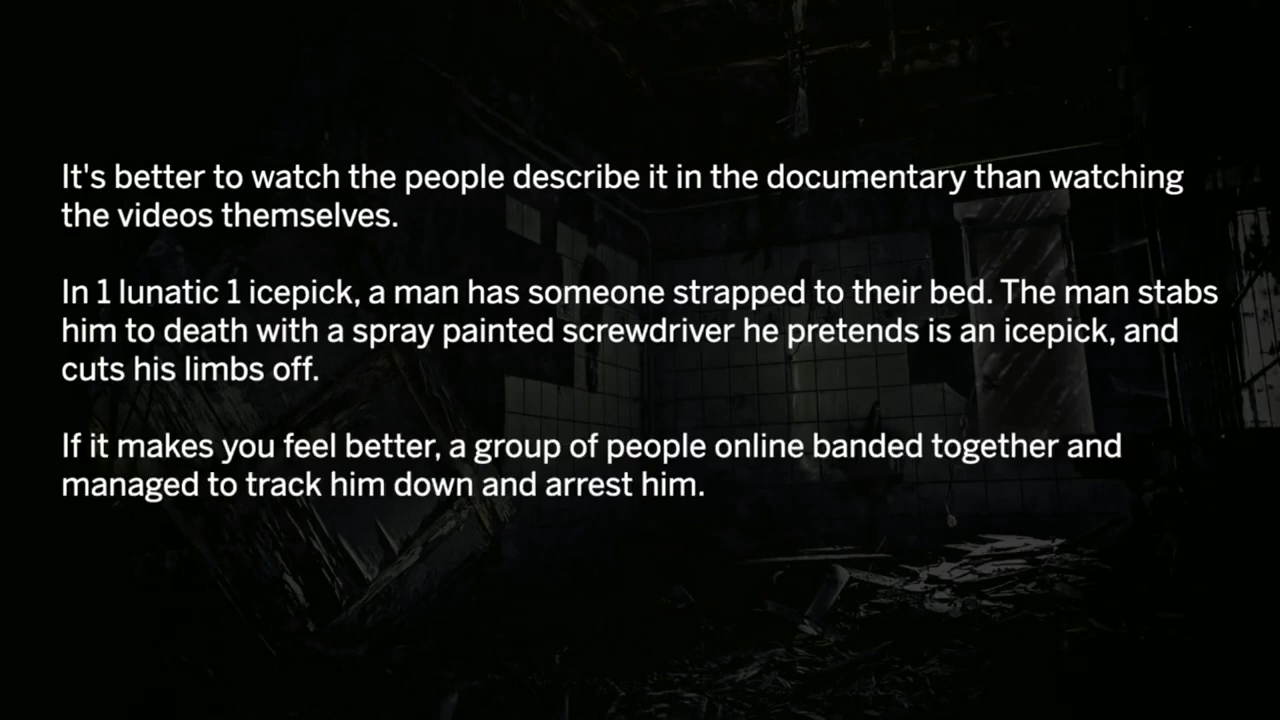 It's better to watch the people describe it in the documentary than watching
the videos themselves.
In 1 lunatic 1 icepick, a man has someone strapped to their bed. The man stabs
him to death with a spray painted screwdriver he pretends is an icepick, and
cuts his limbs off.
If it makes you feel better, a group of people online banded together and
managed to track him down and arrest him.